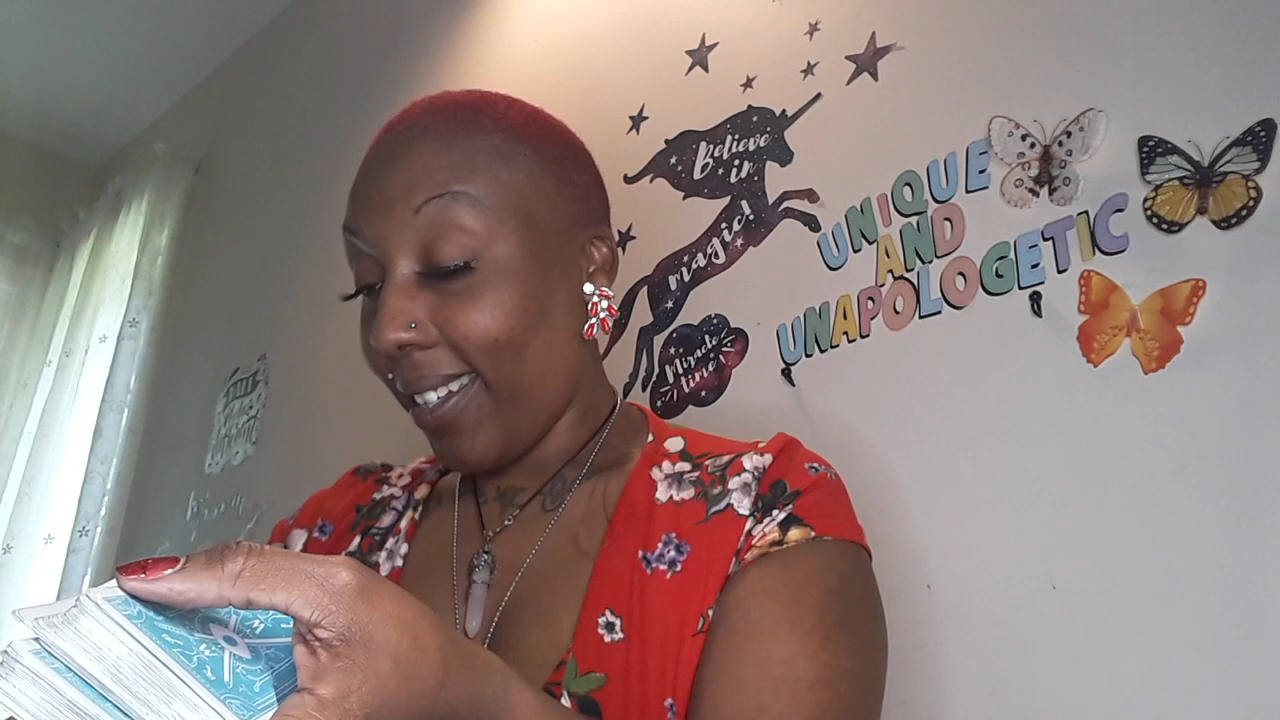 Believe
in
magic!
Miracle
time
UNIQUE
AND
UNAPOLOGETIC